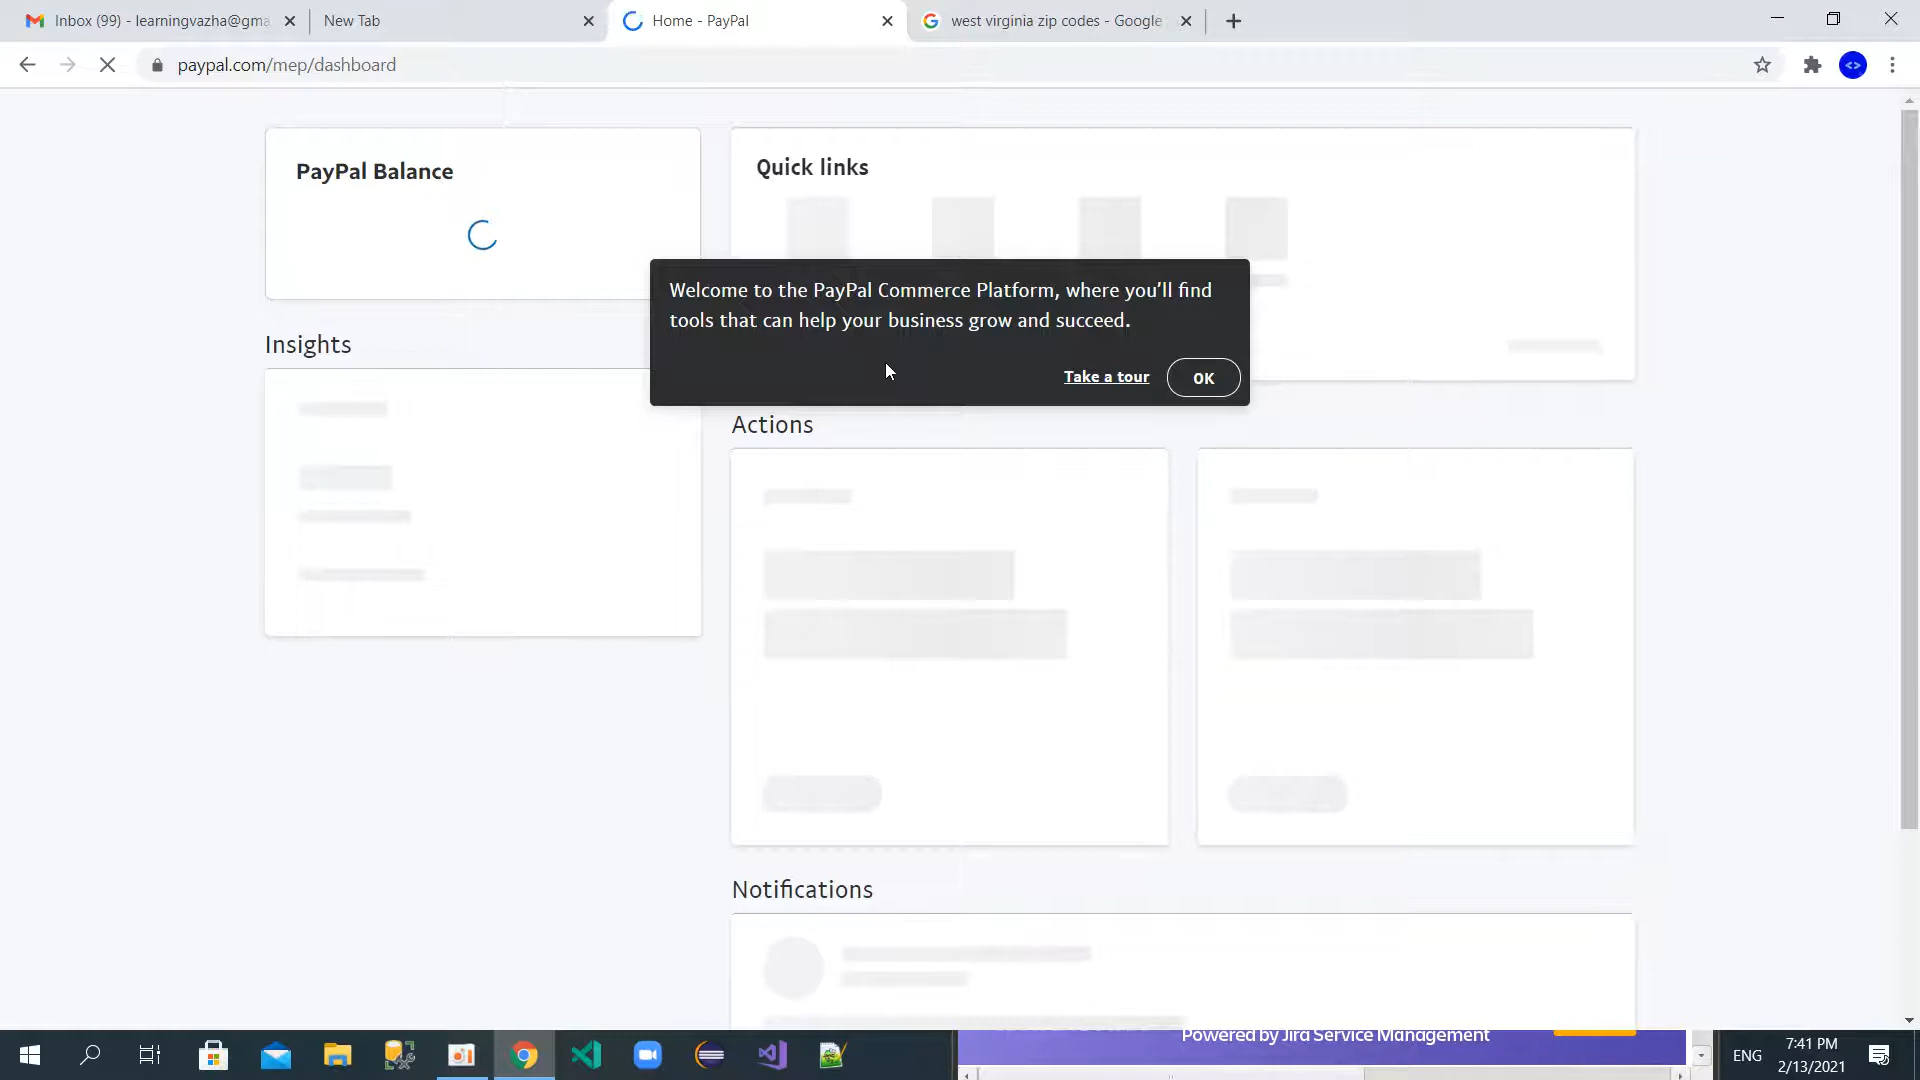 Inbox (99) - learningvazha@gma
New Tab
Home - PayPal
west virginia zip codes - Google
paypal.com/mep/dashboard
PayPal Balance
Quick links
Welcome to the PayPal Commerce Platform, where you'll find
tools that can help your business grow and succeed.
Take a tour
OK
Insights
Actions
Notifications
Powered by Jira Service Management
ENG
7:41 PM
2/13/2021